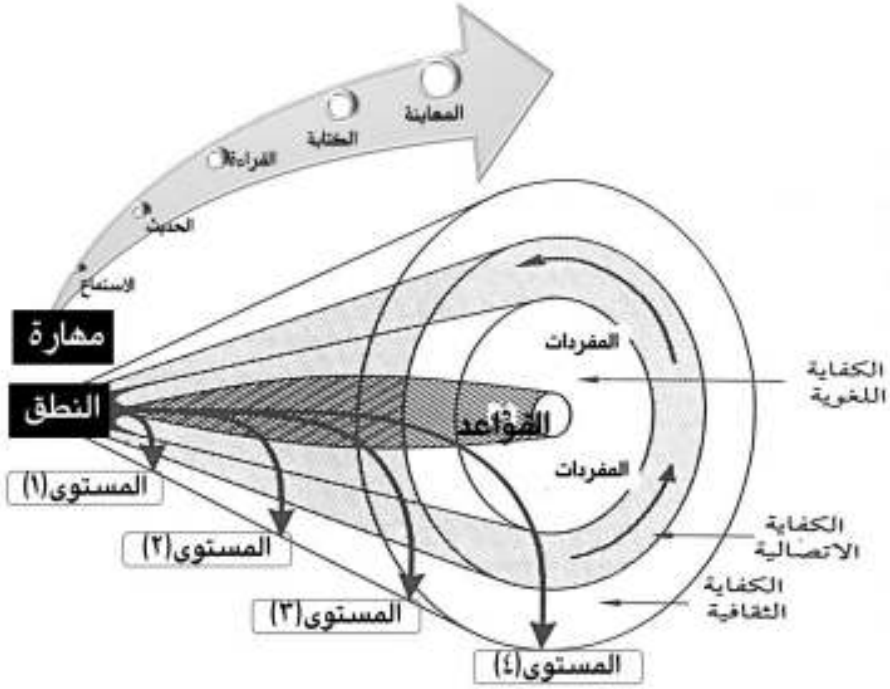 المعاينة
الكتابة
القراءة
الحديث
الاستماع
مهارة
النطق
المفردات
القواعد
المفردات
الكفاية
اللغوية
الكفاية
الاتصالية
الكفاية
الثقافية
المستوى(١)
المستوى(٢)
المستوى(٣)
المستوى(٤)